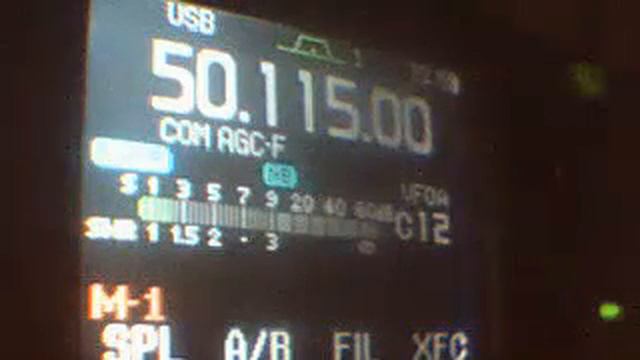 USB
1
50.115.00
COM AGC-F
S 1 3 5 7 9 20 40 60dB
VFOA
SWR 1 1.5 2 · 3 ∞
C12
M-1
SPL A/B FIL XFC